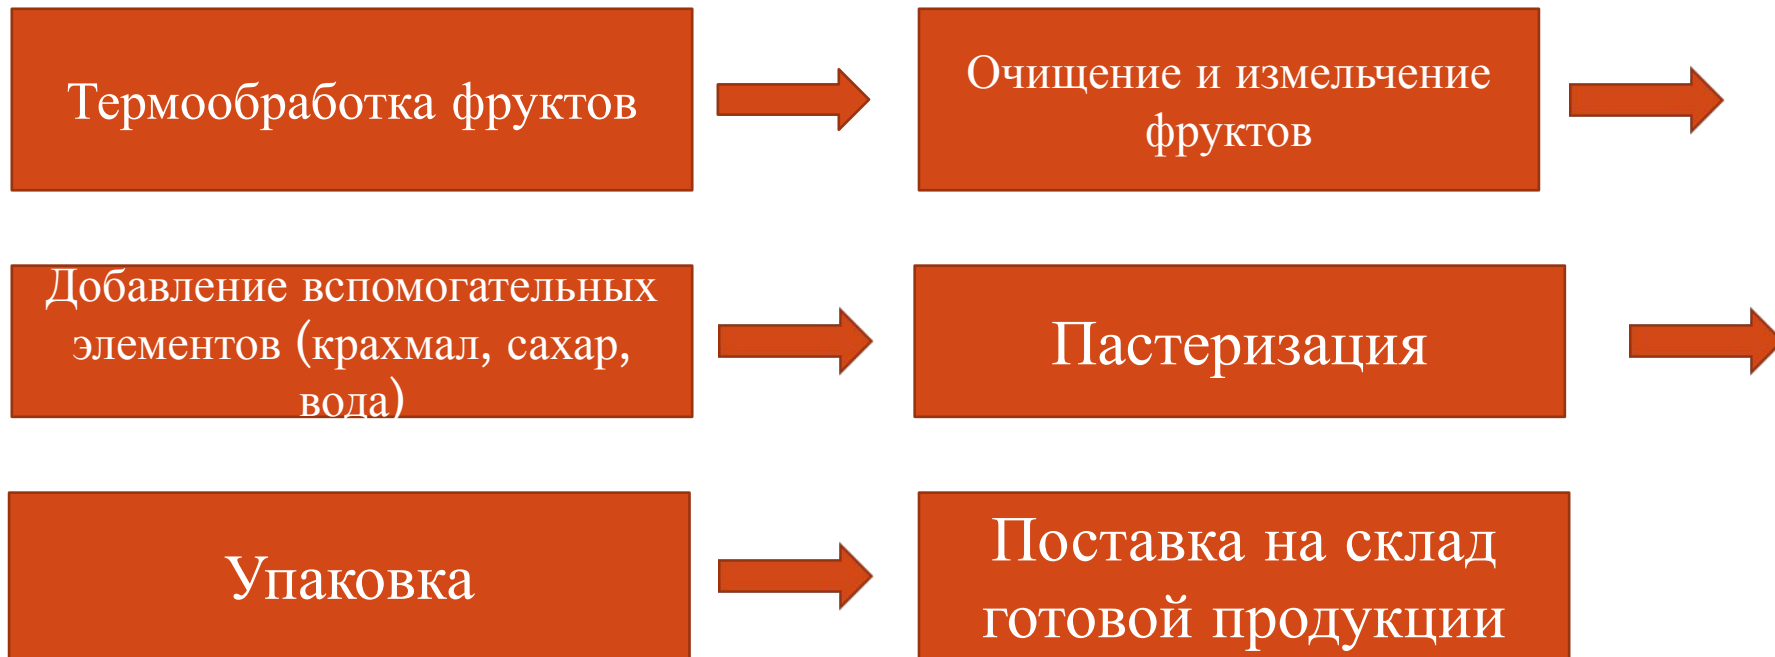 Термообработка фруктов
Очищение и измельчение
фруктов
Добавление вспомогательных
элементов (крахмал, сахар,
вода)
Пастеризация
Упаковка
Поставка на склад
готовой продукции